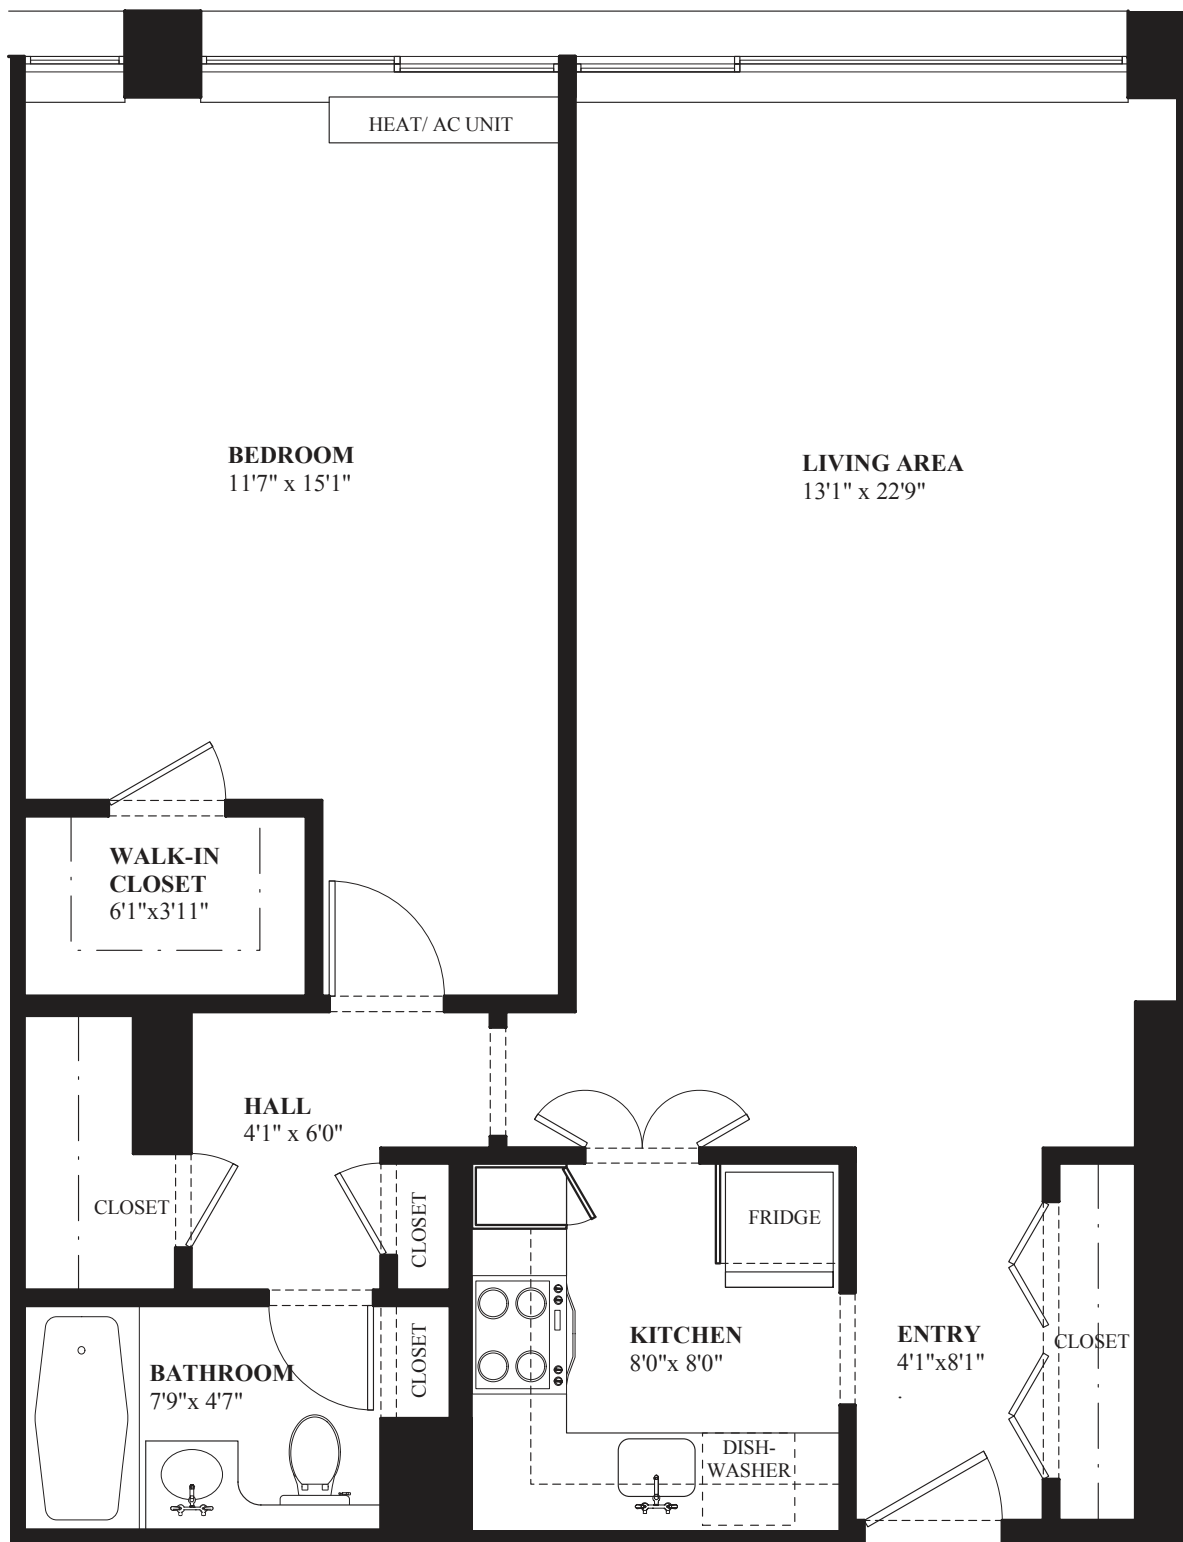 HEAT/ AC UNIT
BEDROOM
11'7" x 15'1"
LIVING AREA
13'1" x 22'9"
WALK-IN
CLOSET
6'1"x3'11"
HALL
4'1" x 6'0"
CLOSET
CLOSET
FRIDGE
KITCHEN
8'0"x 8'0"
ENTRY
4'1"x8'1"
CLOSET
CLOSET
BATHROOM
7'9"x 4'7"
DISH-
WASHER